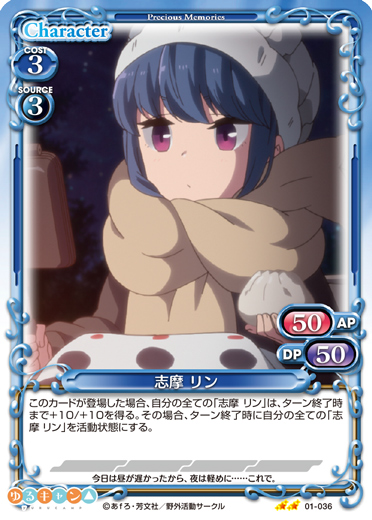 Precious Memories
Character
COST
3
SOURCE
3
50 AP
DP 50
志摩 リン
このカードが登場した場合、自分の全ての「志摩 リン」は、ターン終了時
まで+10/+10を得る。その場合、ターン終了時に自分の全ての「志
摩 リン」を活動状態にする。
今日は昼が遅かったから、夜は軽めに……これで。
ゆるキャン△
©あfろ・芳文社/野外活動サークル
01-036